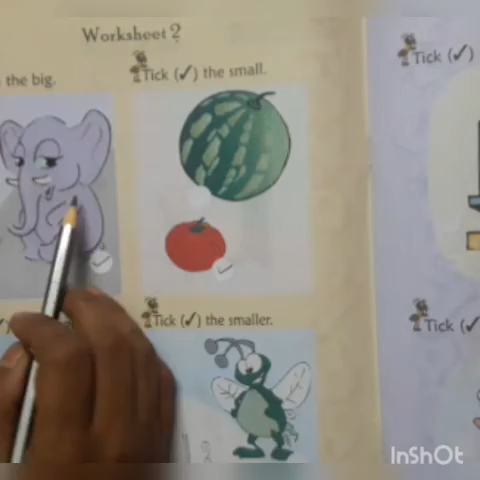 Worksheet 2
the big.
Tick (✓) the small.
Tick (✓)
Tick (✓) the smaller.
Tick (✓
InShOt